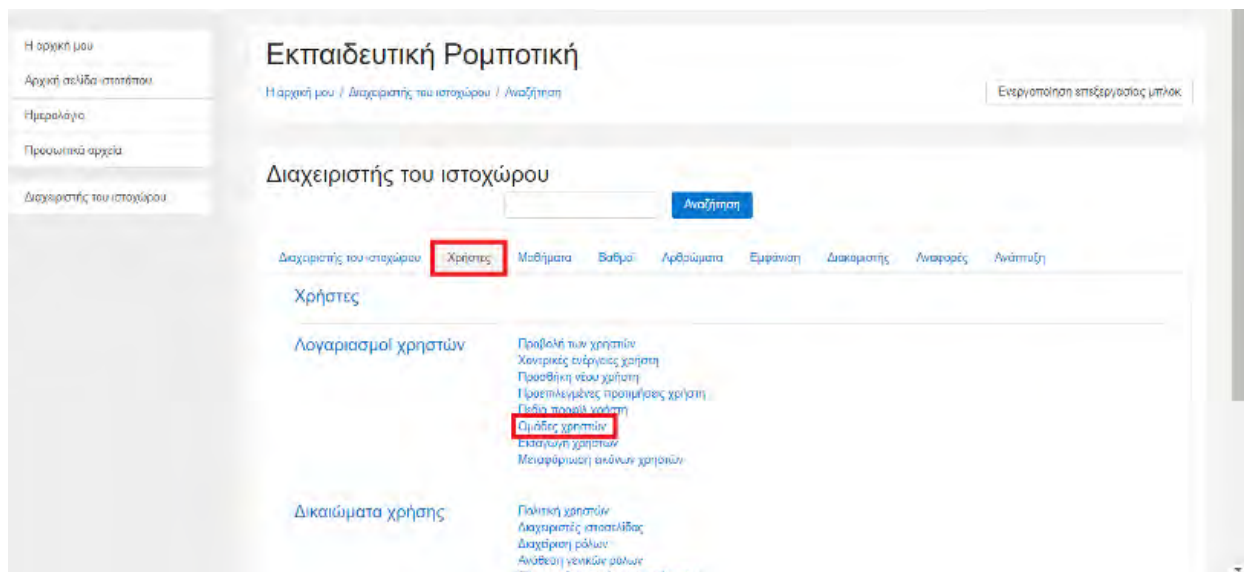 Η αρχική μου
Αρχική σελίδα ιστοτόπου
Ημερολόγιο
Προσωπικά αρχεία
Διαχειριστής του ιστοχώρου
Εκπαιδευτική Ρομποτική
Η αρχική μου / Διαχειριστής του ιστοχώρου / Αναζήτηση
Ενεργοποίηση επεξεργασίας μπλοκ
Διαχειριστής του ιστοχώρου
Αναζήτηση
Διαχειριστής του ιστοχώρου Χρήστες Μαθήματα Βαθμοί Αρθρώματα Εμφάνιση Διακομιστής Αναφορές Ανάπτυξη
Χρήστες
Λογαριασμοί χρηστών
Προβολή των χρηστών
Χοντρικές ενέργειες χρήστη
Προσθήκη νέου χρήστη
Προεπιλεγμένες προτιμήσεις χρήστη
Πεδία προφίλ χρήστη
Ομάδες χρηστών
Εισαγωγή χρηστών
Μεταφόρτωση εικόνων χρηστών
Δικαιώματα χρήσης
Πολιτική χρηστών
Διαχειριστές ιστοσελίδας
Διαχείριση ρόλων
Ανάθεση γενικών ρόλων